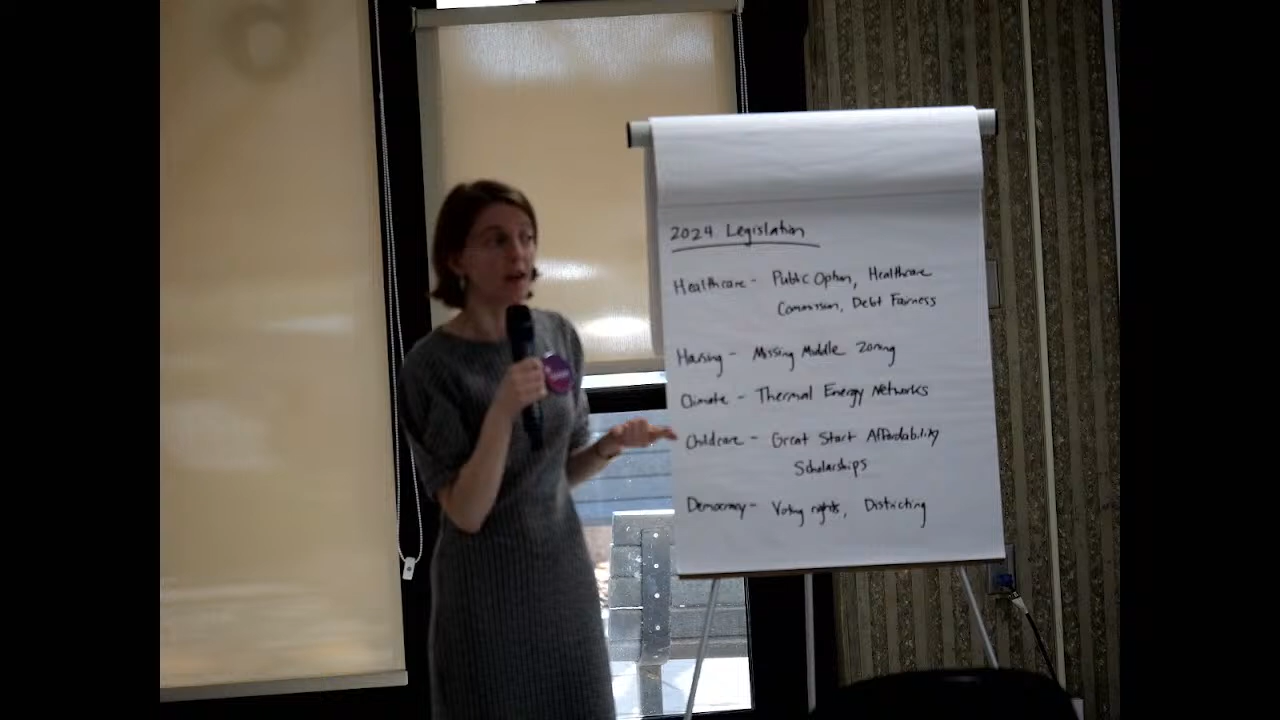 2024 Legislation
Healthcare - Public Option, Healthcare
Commission, Debt Fairness
Housing - Missing Middle Zoning
Climate - Thermal Energy Networks
Childcare - Great Start Affordability
Scholarships
Democracy - Voting rights, Districting